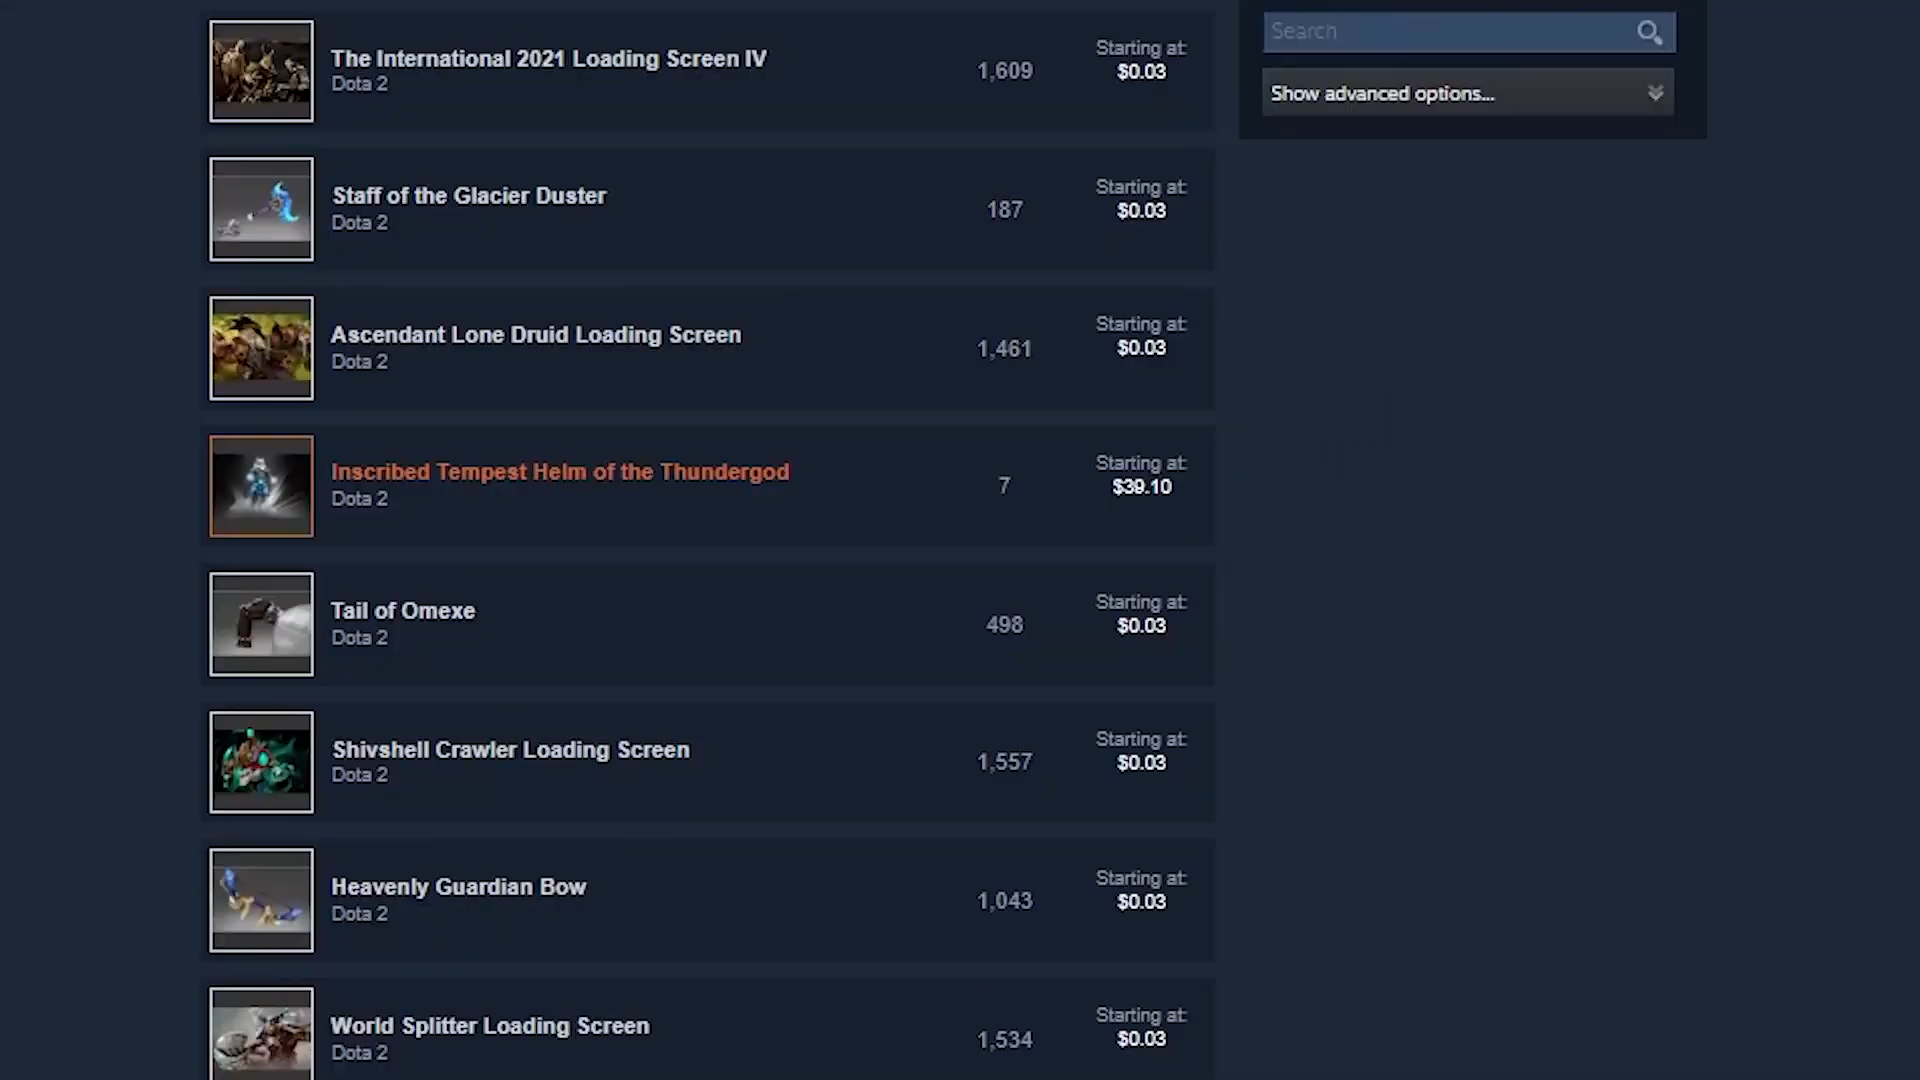 The International 2021 Loading Screen IV
Dota 2
1,609
Starting at:
$0.03
Staff of the Glacier Duster
Dota 2
187
Starting at:
$0.03
Ascendant Lone Druid Loading Screen
Dota 2
1,461
Starting at:
$0.03
Inscribed Tempest Helm of the Thundergod
Dota 2
7
Starting at:
$39.10
Tail of Omexe
Dota 2
498
Starting at:
$0.03
Shivshell Crawler Loading Screen
Dota 2
1,557
Starting at:
$0.03
Heavenly Guardian Bow
Dota 2
1,043
Starting at:
$0.03
World Splitter Loading Screen
Dota 2
1,534
Starting at:
$0.03
Search
Show advanced options...